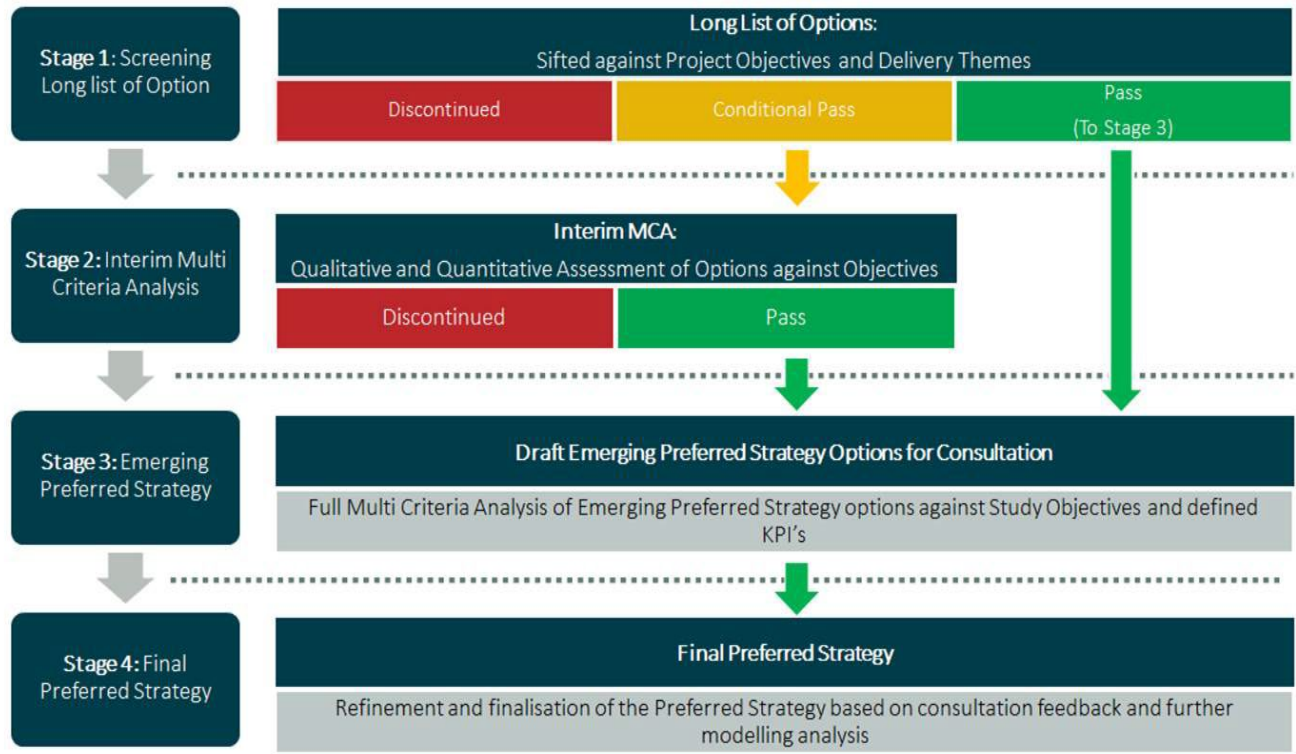 Stage 1: Screening
Long list of Option
Long List of Options:
Sifted against Project Objectives and Delivery Themes
Discontinued
Conditional Pass
Pass
(To Stage 3)
Stage 2: Interim Multi
Criteria Analysis
Interim MCA:
Qualitative and Quantitative Assessment of Options against Objectives
Discontinued
Pass
Stage 3: Emerging
Preferred Strategy
Draft Emerging Preferred Strategy Options for Consultation
Full Multi Criteria Analysis of Emerging Preferred Strategy options against Study Objectives and defined
KPI's
Stage 4: Final
Preferred Strategy
Final Preferred Strategy
Refinement and finalisation of the Preferred Strategy based on consultation feedback and further
modelling analysis